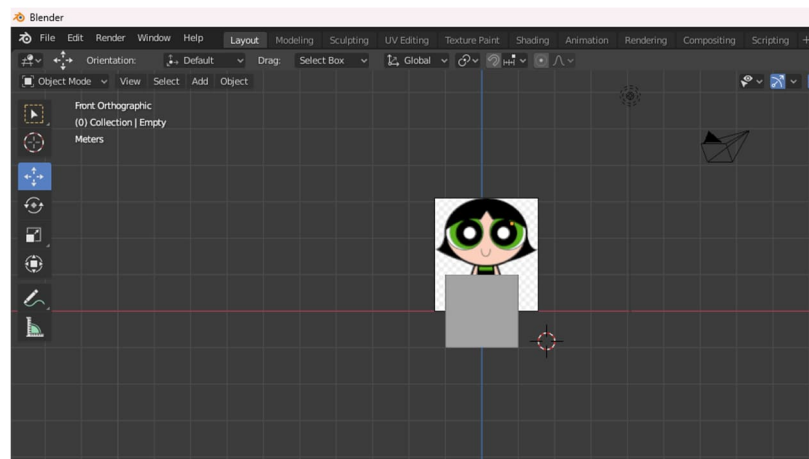 Blender
File Edit Render Window Help Layout Modeling Sculpting UV Editing Texture Paint Shading Animation Rendering Compositing Scripting +
Orientation: Default Drag: Select Box Global
Object Mode View Select Add Object
Front Orthographic
(0) Collection | Empty
Meters